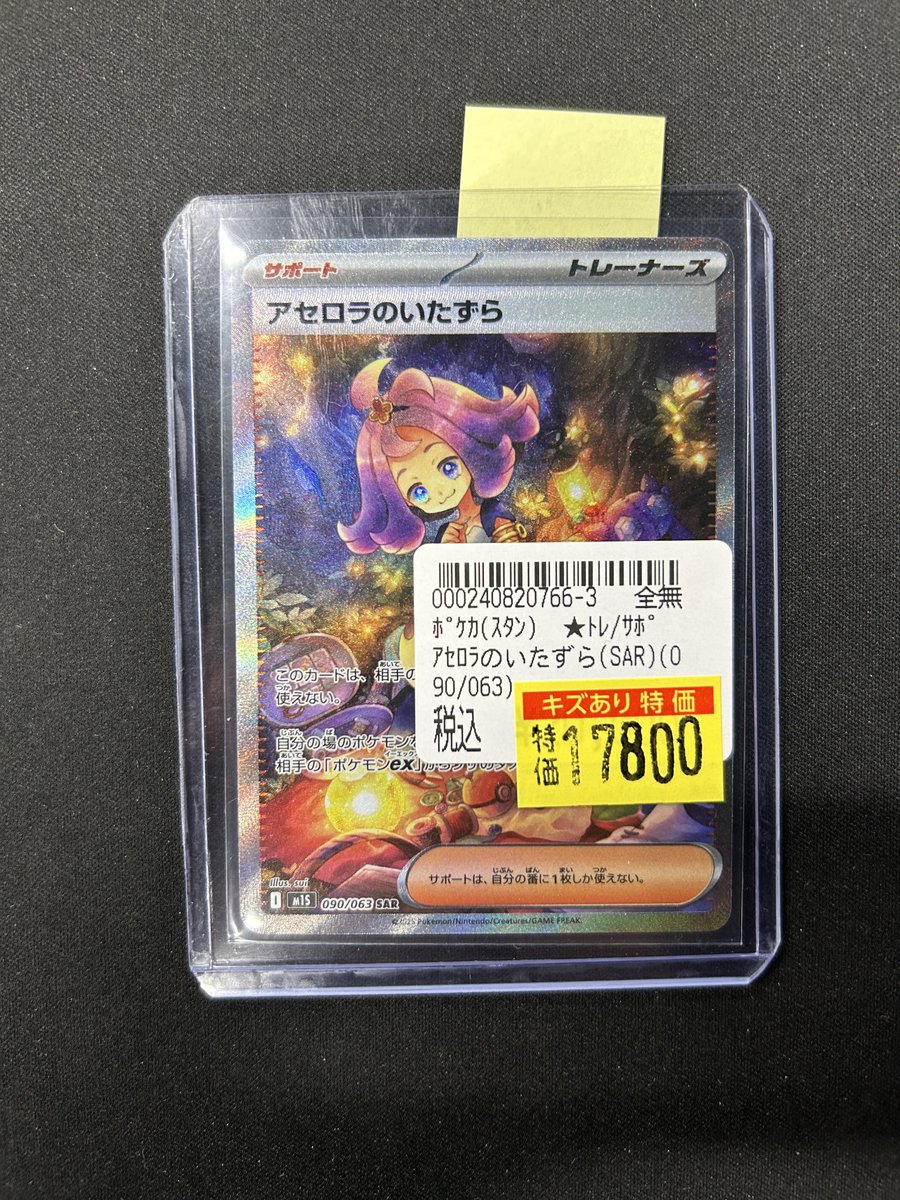 サポート
トレーナーズ
アセロラのいたずら
000240820766-3 全無
ﾎﾟｹｶ(ｽﾀﾝ) ★ﾄﾚ/ｻﾎﾟ
ｱｾﾛﾗのいたずら(SAR)(0
90/063)
税込
キズあり特価
特価 17800
このカードは、相手の
使えない。
自分の場のポケモンを
相手の「ポケモンex」から
サポートは、自分の番に1枚しか使えない。
Illus. sui
I M1S 090/063 SAR
©2025 Pokémon/Nintendo/Creatures/GAME FREAK.